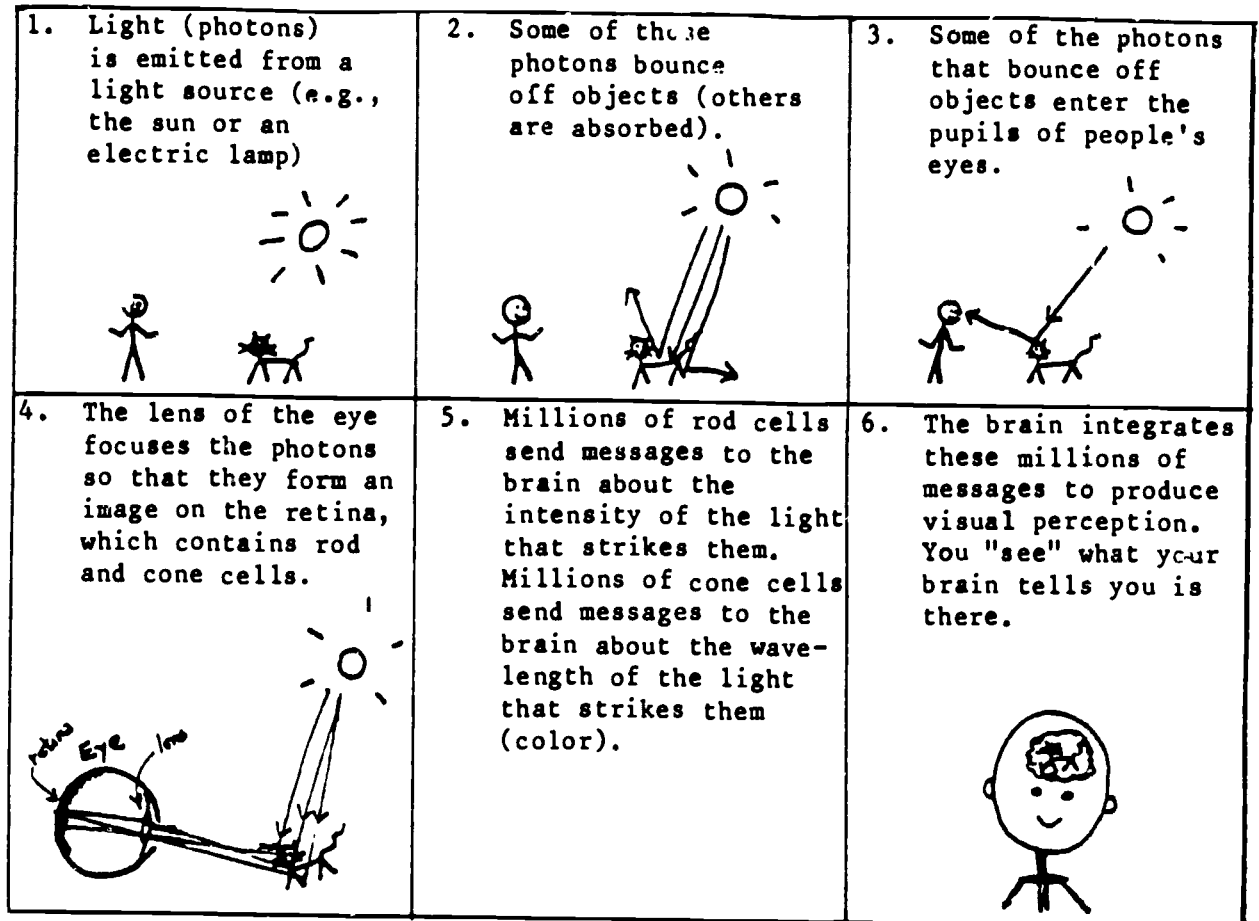 1. Light (photons)
is emitted from a
light source (e.g.,
the sun or an
electric lamp)
2. Some of these
photons bounce
off objects (others
are absorbed).
3. Some of the photons
that bounce off
objects enter the
pupils of people's
eyes.
4. The lens of the eye
focuses the photons
so that they form an
image on the retina,
which contains rod
and cone cells.
retina
Eye
lens
5. Millions of rod cells
send messages to the
brain about the
intensity of the light
that strikes them.
Millions of cone cells
send messages to the
brain about the wave-
length of the light
that strikes them
(color).
6. The brain integrates
these millions of
messages to produce
visual perception.
You "see" what your
brain tells you is
there.